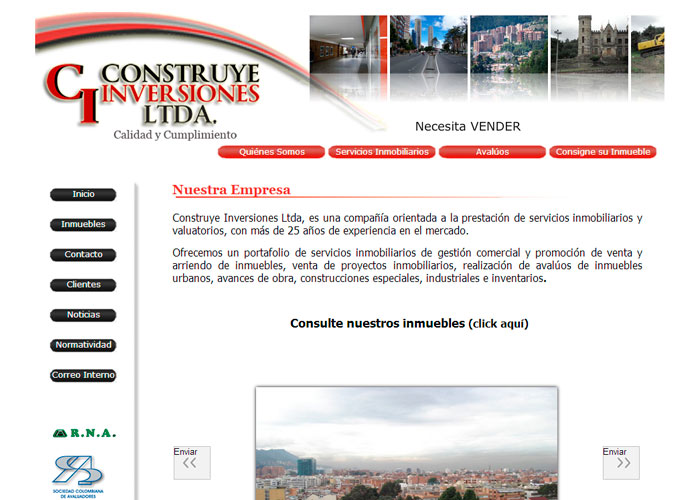 CI CONSTRUYE
INVERSIONES
LTDA.
Calidad y Cumplimiento
Necesita VENDER
Quiénes Somos
Servicios Inmobiliarios
Avalúos
Consigne su Inmueble
Inicio
Inmuebles
Contacto
Clientes
Noticias
Normatividad
Correo Interno
R.N.A.
SOCIEDAD COLOMBIANA
DE AVALUADORES
Nuestra Empresa
Construye Inversiones Ltda, es una compañía orientada a la prestación de servicios inmobiliarios y
valuatorios, con más de 25 años de experiencia en el mercado.
Ofrecemos un portafolio de servicios inmobiliarios de gestión comercial y promoción de venta y
arriendo de inmuebles, venta de proyectos inmobiliarios, realización de avalúos de inmuebles
urbanos, avances de obra, construcciones especiales, industriales e inventarios.
Consulte nuestros inmuebles (click aquí)
Enviar
Enviar